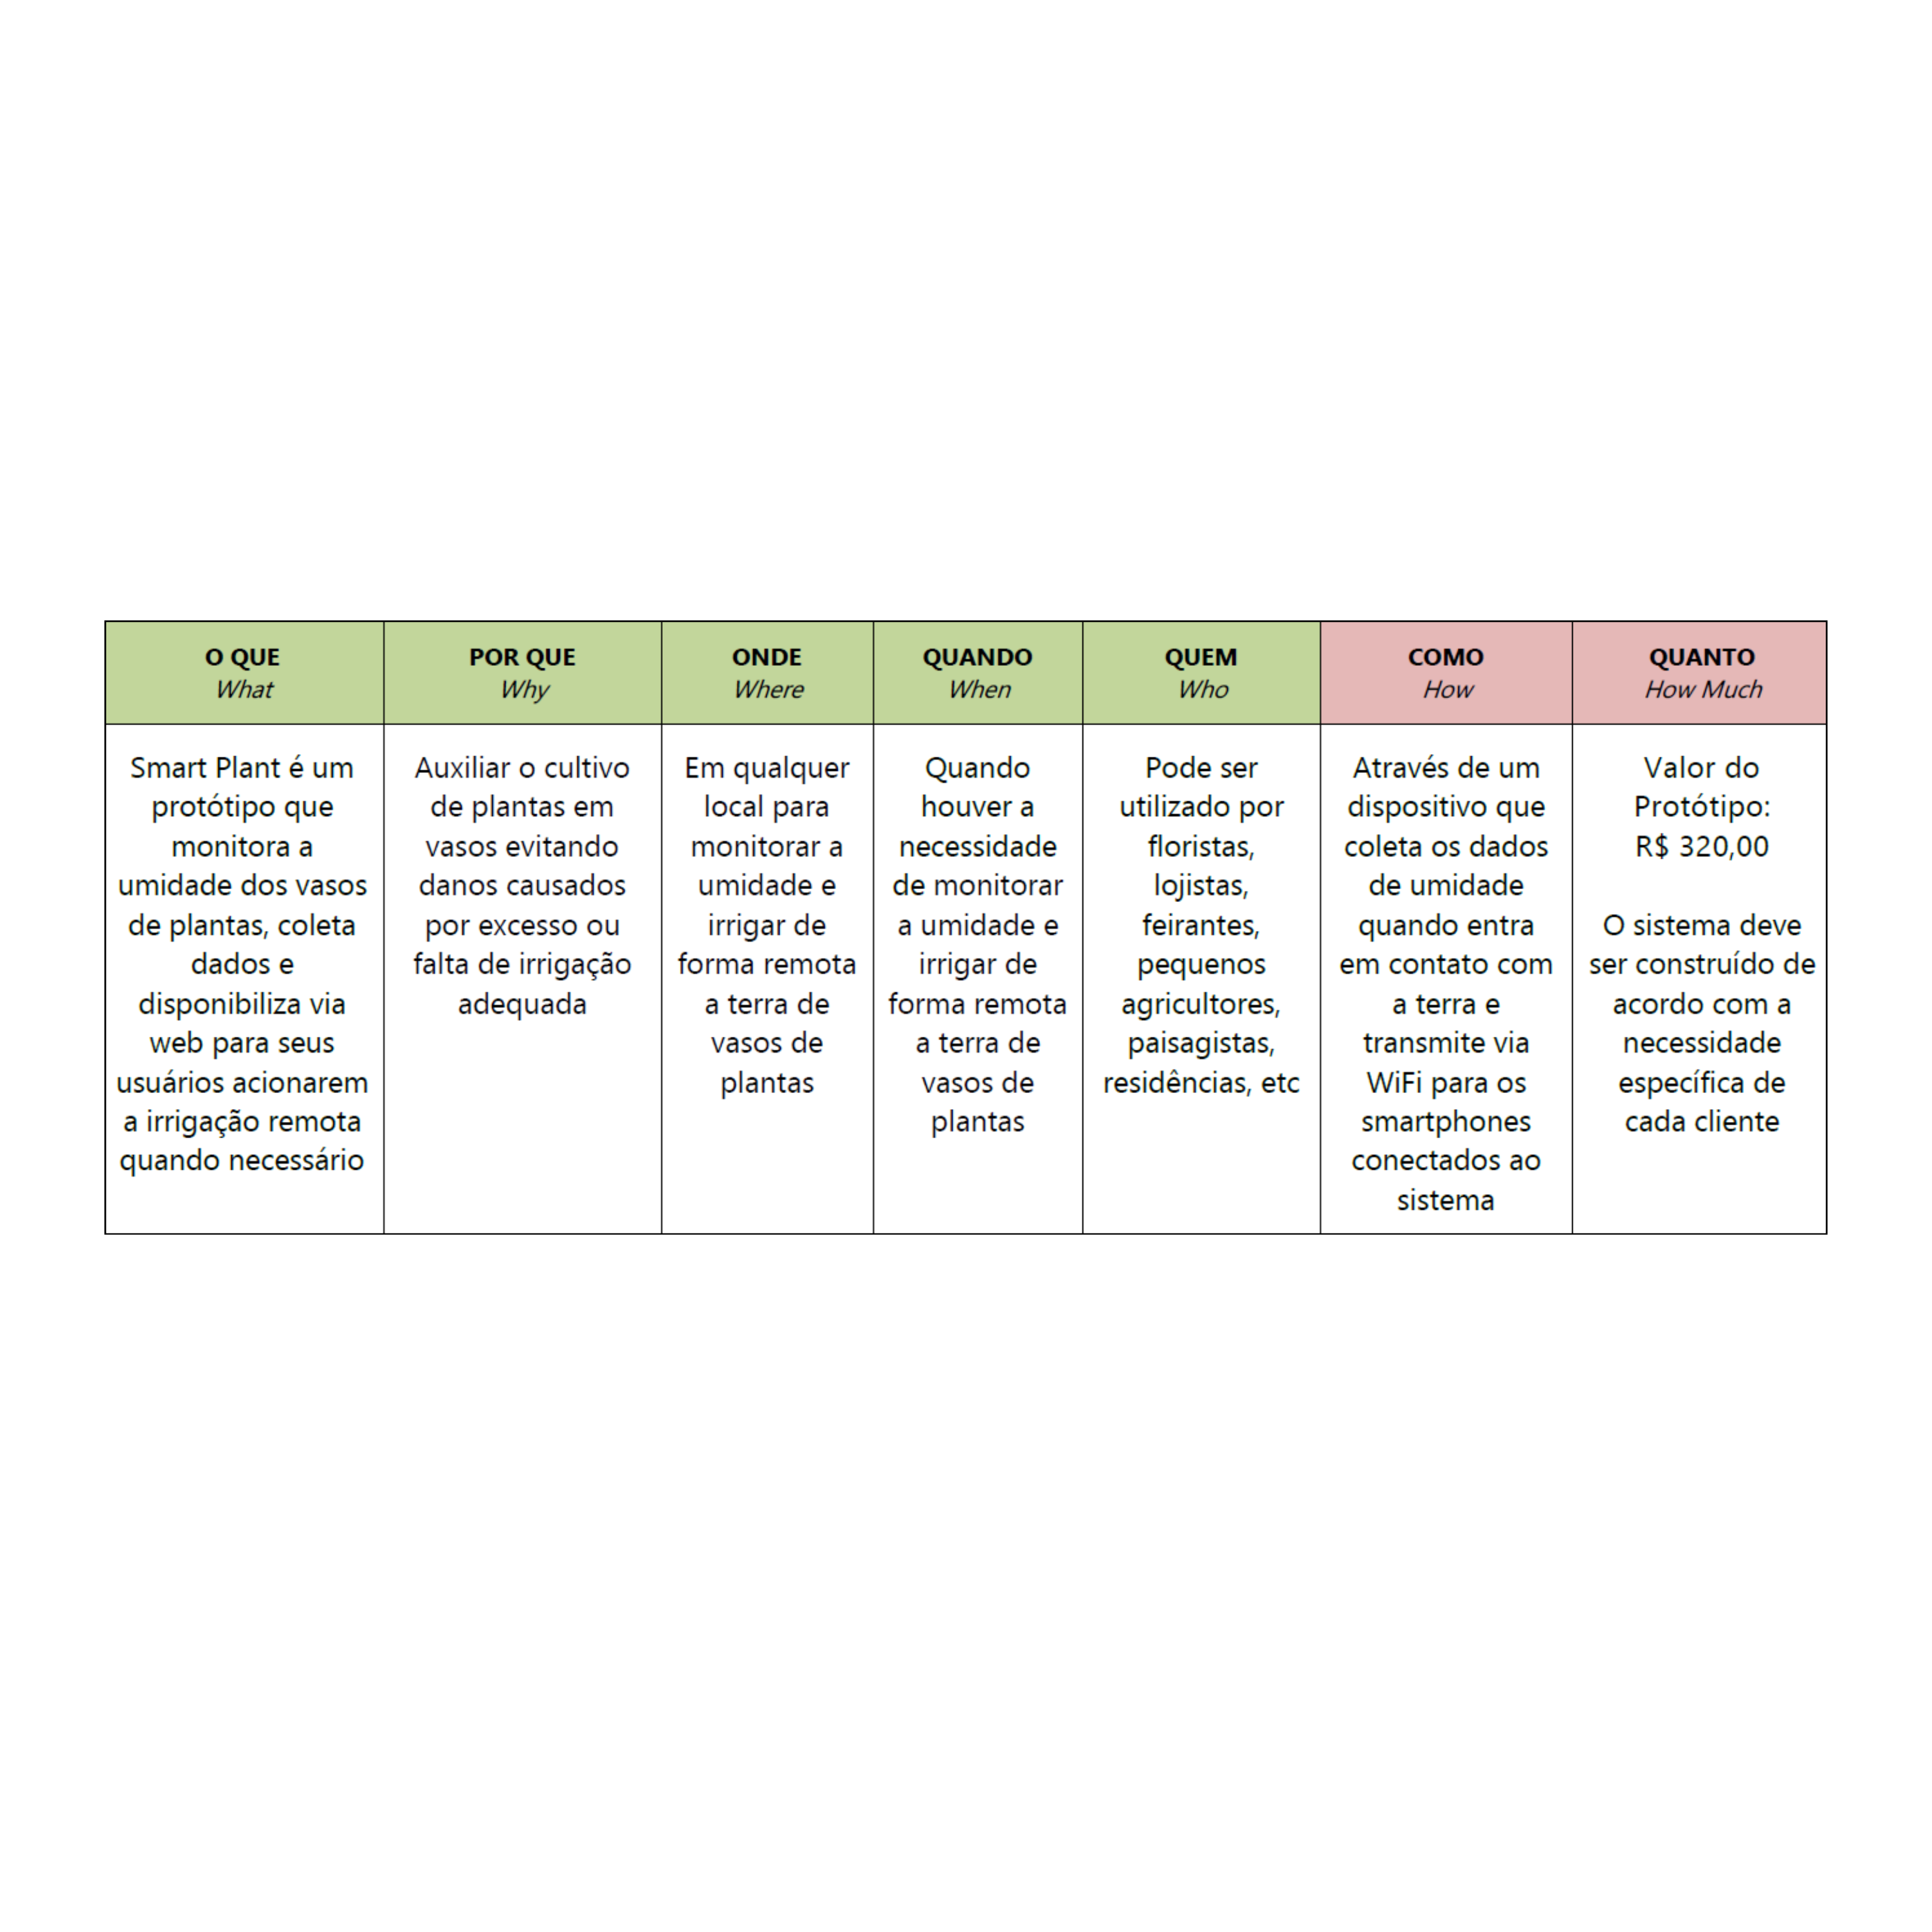 O QUE
What
POR QUE
Why
ONDE
Where
QUANDO
When
QUEM
Who
COMO
How
QUANTO
How Much
Smart Plant é um
protótipo que
monitora a
umidade dos vasos
de plantas, coleta
dados e
disponibiliza via
web para seus
usuários acionarem
a irrigação remota
quando necessário
Auxiliar o cultivo
de plantas em
vasos evitando
danos causados
por excesso ou
falta de irrigação
adequada
Em qualquer
local para
monitorar a
umidade e
irrigar de
forma remota
a terra de
vasos de
plantas
Quando
houver a
necessidade
de monitorar
a umidade e
irrigar de
forma remota
a terra de
vasos de
plantas
Pode ser
utilizado por
floristas,
lojistas,
feirantes,
pequenos
agricultores,
paisagistas,
residências, etc
Através de um
dispositivo que
coleta os dados
de umidade
quando entra
em contato com
a terra e
transmite via
WiFi para os
smartphones
conectados ao
sistema
Valor do
Protótipo:
R$ 320,00
O sistema deve
ser construído de
acordo com a
necessidade
específica de
cada cliente